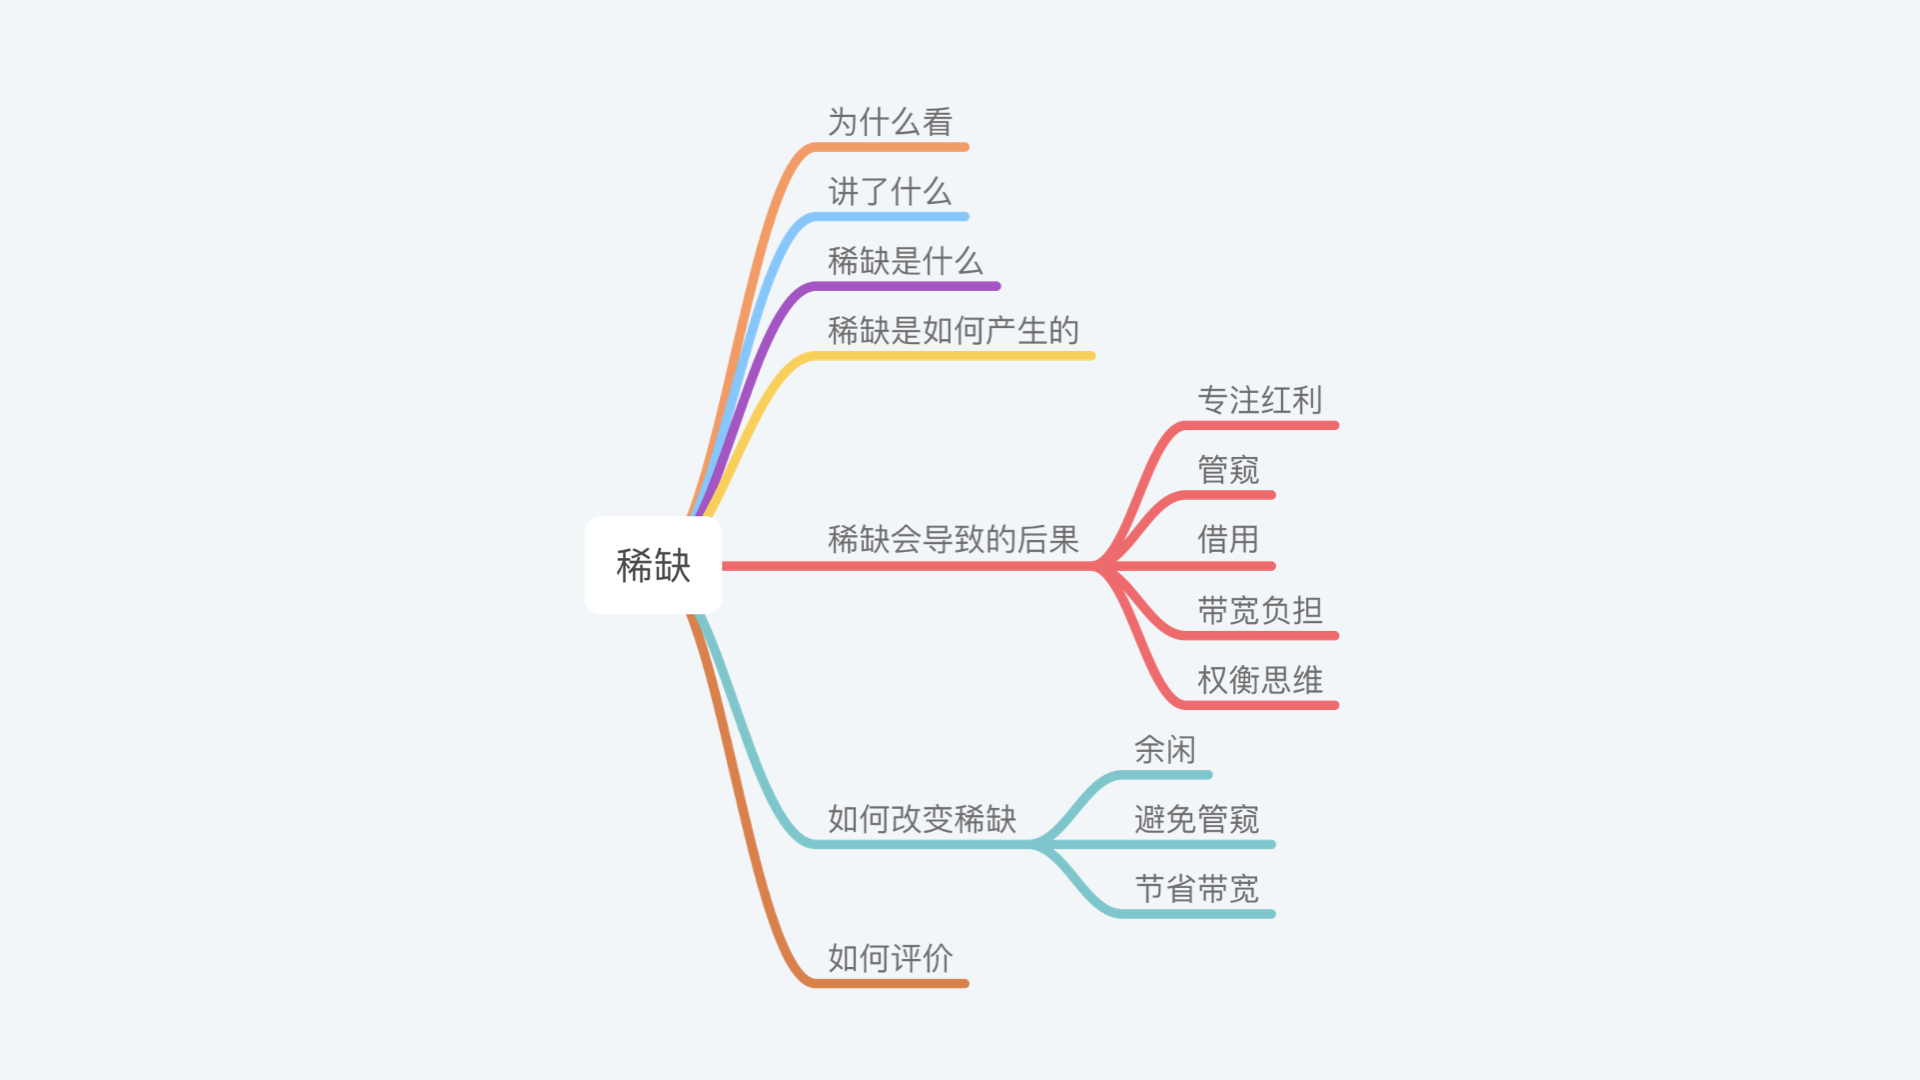 稀缺
为什么看
讲了什么
稀缺是什么
稀缺是如何产生的
稀缺会导致的后果
专注红利
管窥
借用
带宽负担
权衡思维
如何改变稀缺
余闲
避免管窥
节省带宽
如何评价